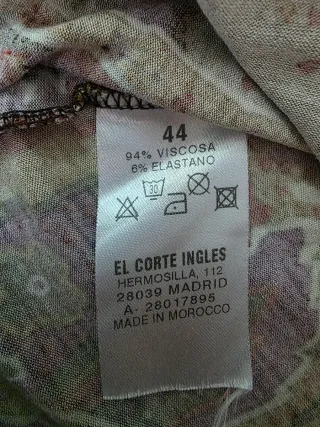 44
94% VISCOSA
6% ELASTANO
30
EL CORTE INGLES
HERMOSILLA, 112
28039 MADRID
A- 28017895
MADE IN MOROCCO